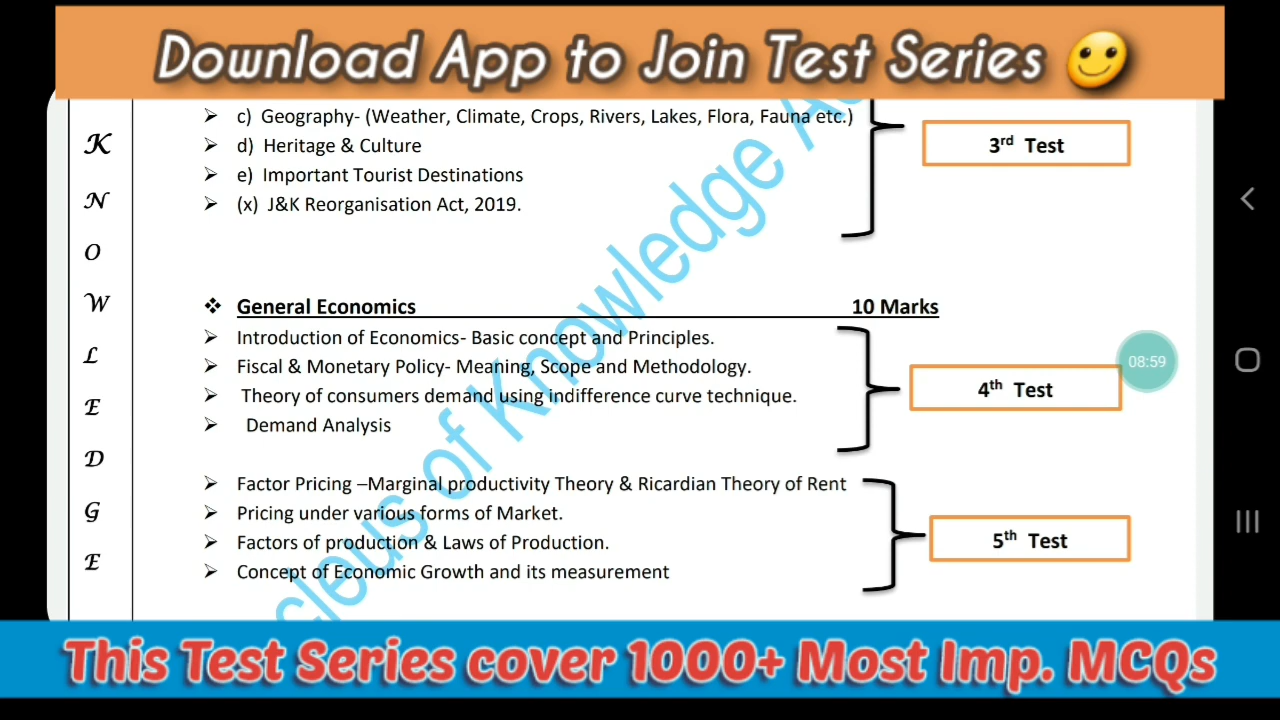 Download App to Join Test Series
c) Geography- (Weather, Climate, Crops, Rivers, Lakes, Flora, Fauna etc.)
d) Heritage & Culture
e) Important Tourist Destinations
(x) J&K Reorganisation Act, 2019.
3rd Test
General Economics 10 Marks
Introduction of Economics- Basic concept and Principles.
Fiscal & Monetary Policy- Meaning, Scope and Methodology.
Theory of consumers demand using indifference curve technique.
Demand Analysis
4th Test
08:59
Factor Pricing –Marginal productivity Theory & Ricardian Theory of Rent
Pricing under various forms of Market.
Factors of production & Laws of Production.
Concept of Economic Growth and its measurement
5th Test
K
N
O
W
L
E
D
G
E
cleus of Knowledge A
This Test Series cover 1000+ Most Imp. MCQs